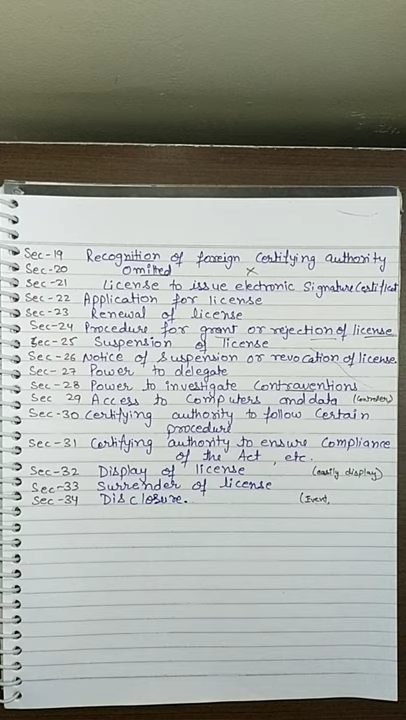 Sec-19 Recognition of foreign Certifying authority
Sec-20 Omitted ×
Sec-21 License to issue electronic Signature Certificat
Sec-22 Application for license
Sec-23 Renewal of license
Sec-24 Procedure for grant or rejection of license
Sec-25 Suspension of license
Sec-26 Notice of Suspension or revocation of license.
Sec-27 Power to delegate
Sec-28 Power to investigate Contraventions
Sec 29 Access to Computers and data (Controller)
Sec-30 Certifying authority to follow Certain
procedure
Sec-31 Certifying authority to ensure Compliance
of the Act, etc.
Sec-32 Display of license (easily display)
Sec-33 Surrender of license
Sec-34 Disclosure. (Event,